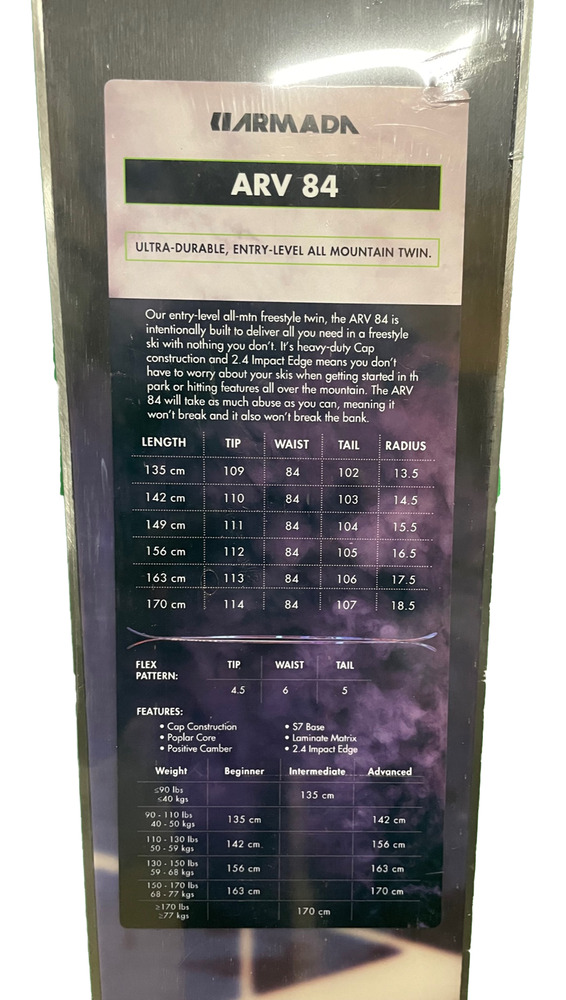 ARMADA
ARV 84
ULTRA-DURABLE, ENTRY-LEVEL ALL MOUNTAIN TWIN.
Our entry-level all-mtn freestyle twin, the ARV 84 is
intentionally built to deliver all you need in a freestyle
ski with nothing you don't. It's heavy-duty Cap
construction and 2.4 Impact Edge means you don't
have to worry about your skis when getting started in th
park or hitting features all over the mountain. The ARV
84 will take as much abuse as you can, meaning it
won't break and it also won't break the bank.
LENGTH TIP WAIST TAIL RADIUS
135 cm 109 84 102 13.5
142 cm 110 84 103 14.5
149 cm 111 84 104 15.5
156 cm 112 84 105 16.5
163 cm 113 84 106 17.5
170 cm 114 84 107 18.5
FLEX PATTERN: TIP WAIST TAIL
4.5 6 5
FEATURES:
• Cap Construction • S7 Base
• Poplar Core • Laminate Matrix
• Positive Camber • 2.4 Impact Edge
Weight Beginner Intermediate Advanced
≤90 lbs
≤40 kgs 135 cm
90 - 110 lbs
40 - 50 kgs 135 cm 142 cm
110 - 130 lbs
50 - 59 kgs 142 cm 156 cm
130 - 150 lbs
59 - 68 kgs 156 cm 163 cm
150 - 170 lbs
68 - 77 kgs 163 cm 170 cm
≥170 lbs
≥77 kgs 170 cm